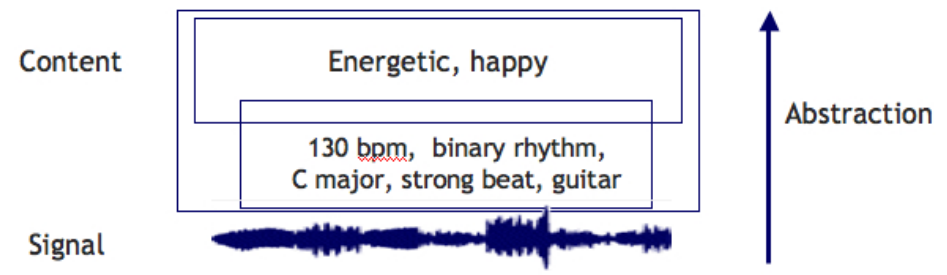 Content
Energetic, happy
Abstraction
130 bpm, binary rhythm,
C major, strong beat, guitar
Signal